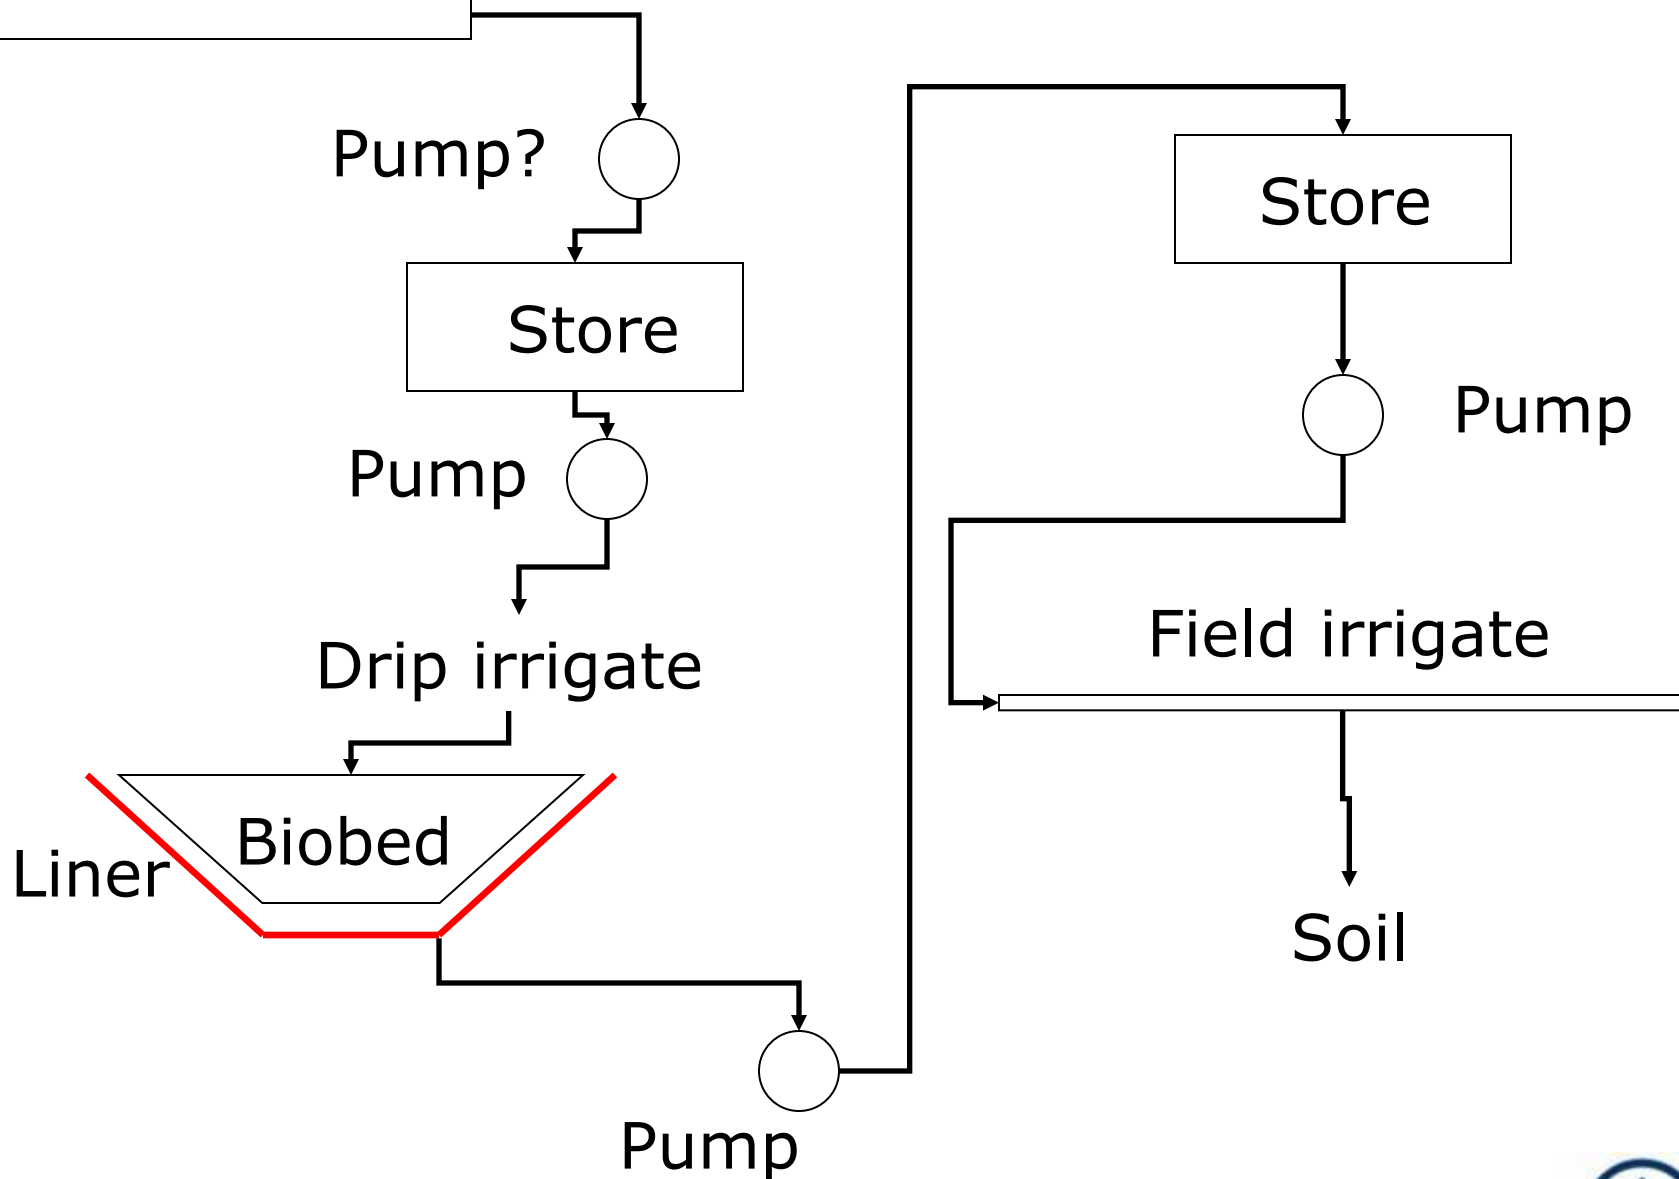 Pump?
Store
Pump
Drip irrigate
Biobed
Liner
Pump
Store
Pump
Field irrigate
Soil